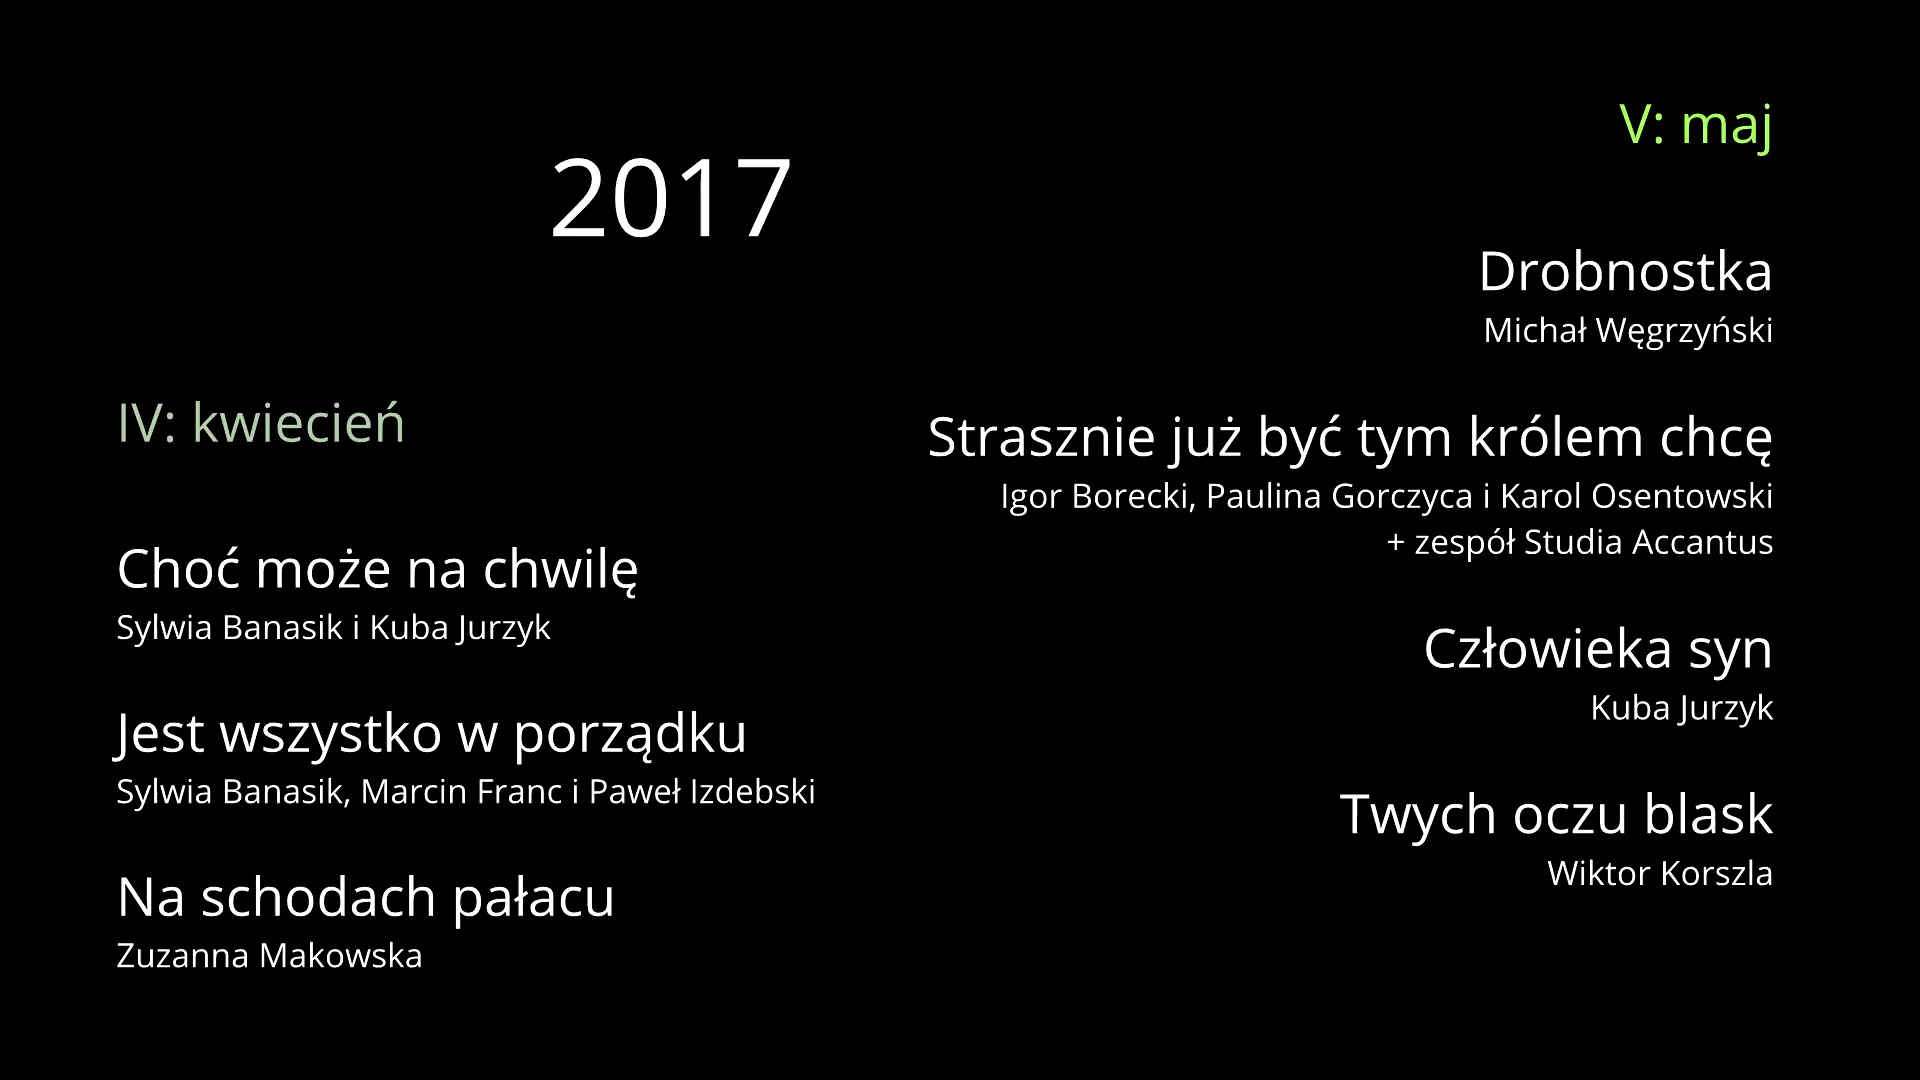 2017
IV: kwiecień
Choć może na chwilę
Sylwia Banasik i Kuba Jurzyk
Jest wszystko w porządku
Sylwia Banasik, Marcin Franc i Paweł Izdebski
Na schodach pałacu
Zuzanna Makowska
V: maj
Drobnostka
Michał Węgrzyński
Strasznie już być tym królem chcę
Igor Borecki, Paulina Gorczyca i Karol Osentowski
+ zespół Studia Accantus
Człowieka syn
Kuba Jurzyk
Twych oczu blask
Wiktor Korszla